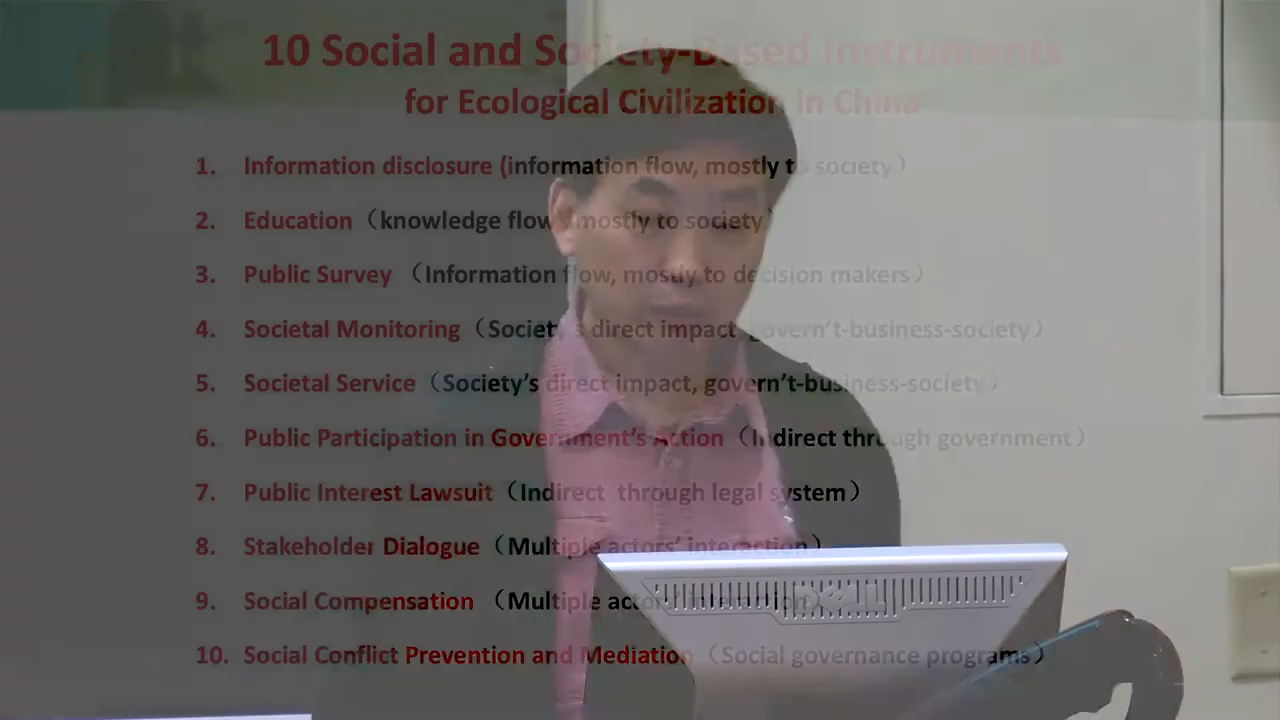 10 Social and Society-Based Instruments
for Ecological Civilization in China
1. Information disclosure (information flow, mostly to society）
2. Education（knowledge flow, mostly to society）
3. Public Survey （Information flow, mostly to decision makers）
4. Societal Monitoring（Society's direct impact, govern't-business-society）
5. Societal Service（Society's direct impact, govern't-business-society）
6. Public Participation in Government's Action（Indirect through government）
7. Public Interest Lawsuit（Indirect through legal system）
8. Stakeholder Dialogue（Multiple actors' interaction）
9. Social Compensation （Multiple actors' interaction）
10. Social Conflict Prevention and Mediation（Social governance programs）
DELL